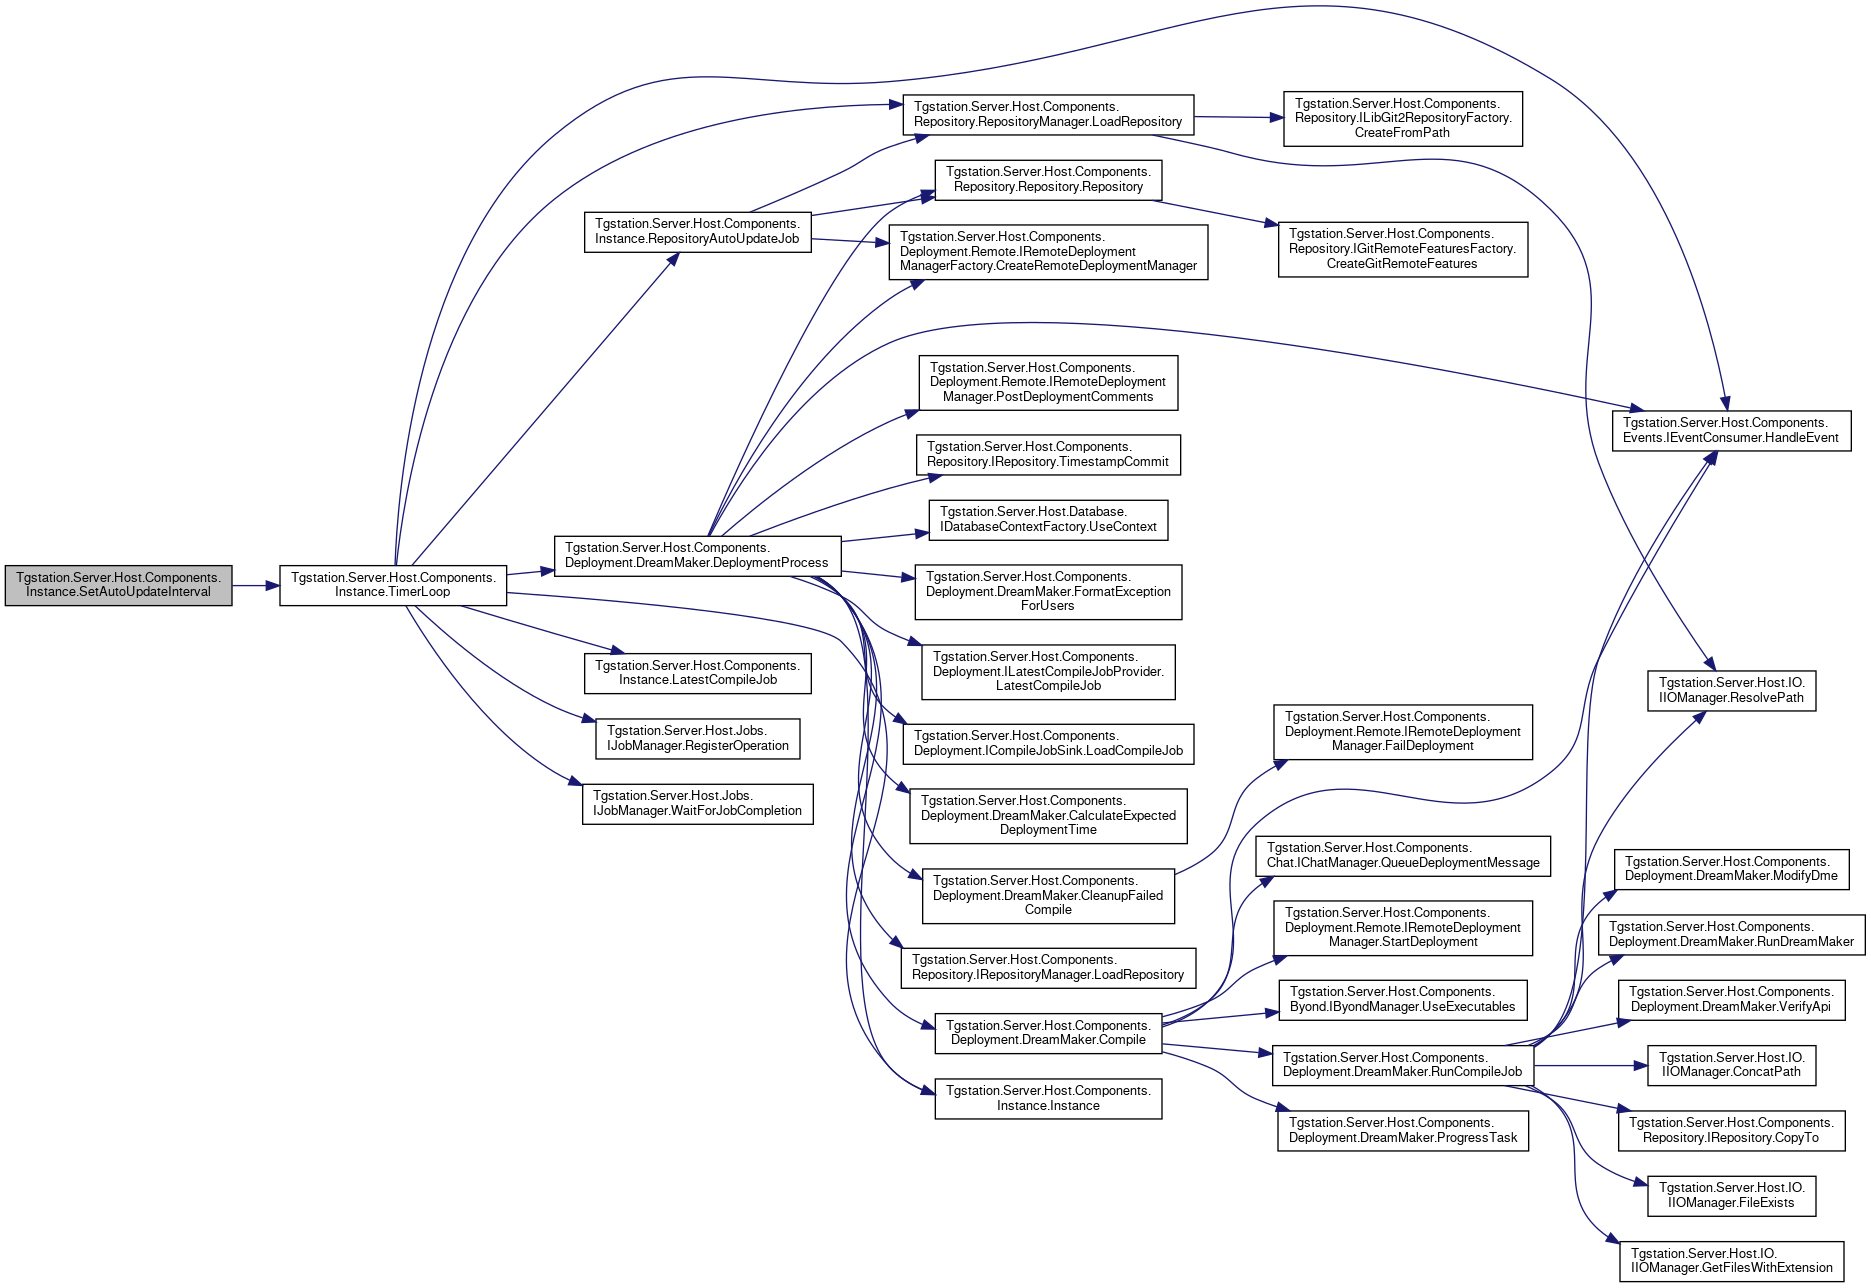 Tgstation.Server.Host.Components.
Instance.SetAutoUpdateInterval
Tgstation.Server.Host.Components.
Instance.TimerLoop
Tgstation.Server.Host.Components.
Instance.RepositoryAutoUpdateJob
Tgstation.Server.Host.Components.
Deployment.DreamMaker.DeploymentProcess
Tgstation.Server.Host.Components.
Instance.LatestCompileJob
Tgstation.Server.Host.Jobs.
IJobManager.RegisterOperation
Tgstation.Server.Host.Jobs.
IJobManager.WaitForJobCompletion
Tgstation.Server.Host.Components.
Repository.RepositoryManager.LoadRepository
Tgstation.Server.Host.Components.
Repository.Repository.Repository
Tgstation.Server.Host.Components.
Deployment.Remote.IRemoteDeployment
ManagerFactory.CreateRemoteDeploymentManager
Tgstation.Server.Host.Components.
Deployment.Remote.IRemoteDeployment
Manager.PostDeploymentComments
Tgstation.Server.Host.Components.
Repository.IRepository.TimestampCommit
Tgstation.Server.Host.Database.
IDatabaseContextFactory.UseContext
Tgstation.Server.Host.Components.
Deployment.DreamMaker.FormatException
ForUsers
Tgstation.Server.Host.Components.
Deployment.ILatestCompileJobProvider.
LatestCompileJob
Tgstation.Server.Host.Components.
Deployment.ICompileJobSink.LoadCompileJob
Tgstation.Server.Host.Components.
Deployment.DreamMaker.CalculateExpected
DeploymentTime
Tgstation.Server.Host.Components.
Deployment.DreamMaker.CleanupFailed
Compile
Tgstation.Server.Host.Components.
Repository.IRepositoryManager.LoadRepository
Tgstation.Server.Host.Components.
Deployment.DreamMaker.Compile
Tgstation.Server.Host.Components.
Instance.Instance
Tgstation.Server.Host.Components.
Repository.ILibGit2RepositoryFactory.
CreateFromPath
Tgstation.Server.Host.Components.
Repository.IGitRemoteFeaturesFactory.
CreateGitRemoteFeatures
Tgstation.Server.Host.Components.
Deployment.Remote.IRemoteDeployment
Manager.FailDeployment
Tgstation.Server.Host.Components.
Chat.IChatManager.QueueDeploymentMessage
Tgstation.Server.Host.Components.
Deployment.Remote.IRemoteDeployment
Manager.StartDeployment
Tgstation.Server.Host.Components.
Byond.IByondManager.UseExecutables
Tgstation.Server.Host.Components.
Deployment.DreamMaker.RunCompileJob
Tgstation.Server.Host.Components.
Deployment.DreamMaker.ProgressTask
Tgstation.Server.Host.Components.
Events.IEventConsumer.HandleEvent
Tgstation.Server.Host.IO.
IIOManager.ResolvePath
Tgstation.Server.Host.Components.
Deployment.DreamMaker.ModifyDme
Tgstation.Server.Host.Components.
Deployment.DreamMaker.RunDreamMaker
Tgstation.Server.Host.Components.
Deployment.DreamMaker.VerifyApi
Tgstation.Server.Host.IO.
IIOManager.ConcatPath
Tgstation.Server.Host.Components.
Repository.IRepository.CopyTo
Tgstation.Server.Host.IO.
IIOManager.FileExists
Tgstation.Server.Host.IO.
IIOManager.GetFilesWithExtension